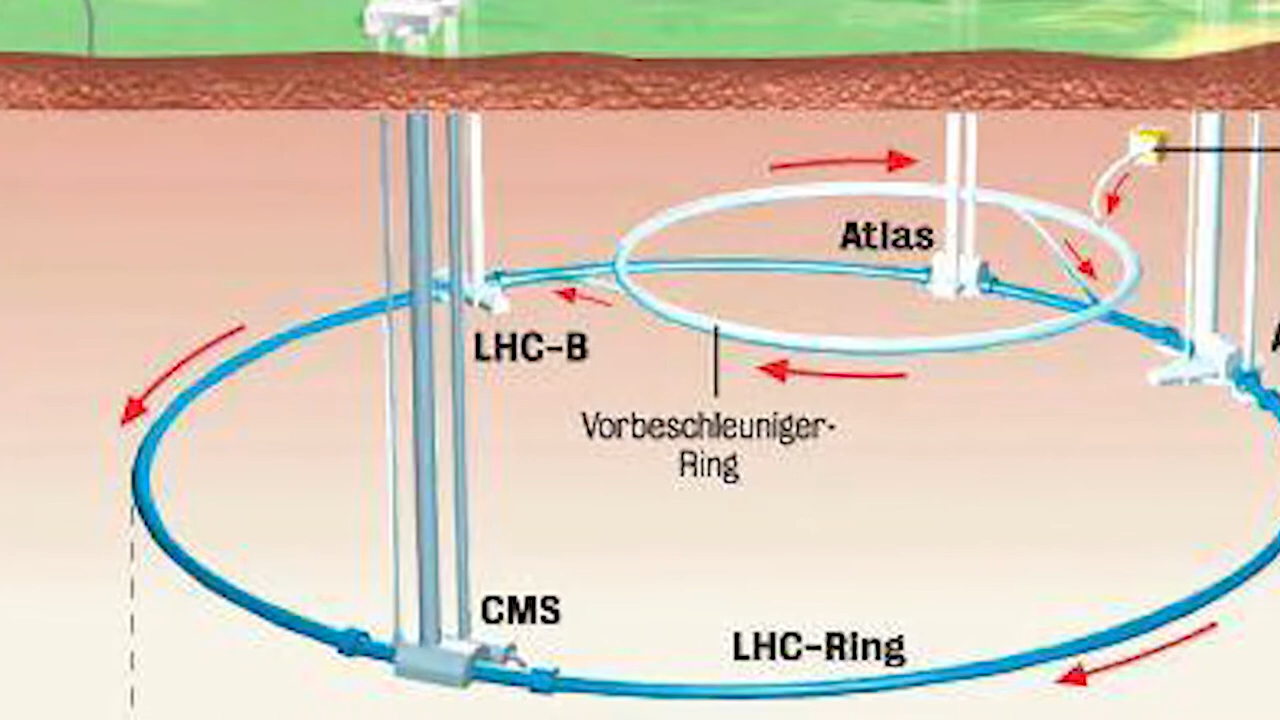 Atlas
LHC-B
A
Vorbeschleuniger-
Ring
CMS
LHC-Ring